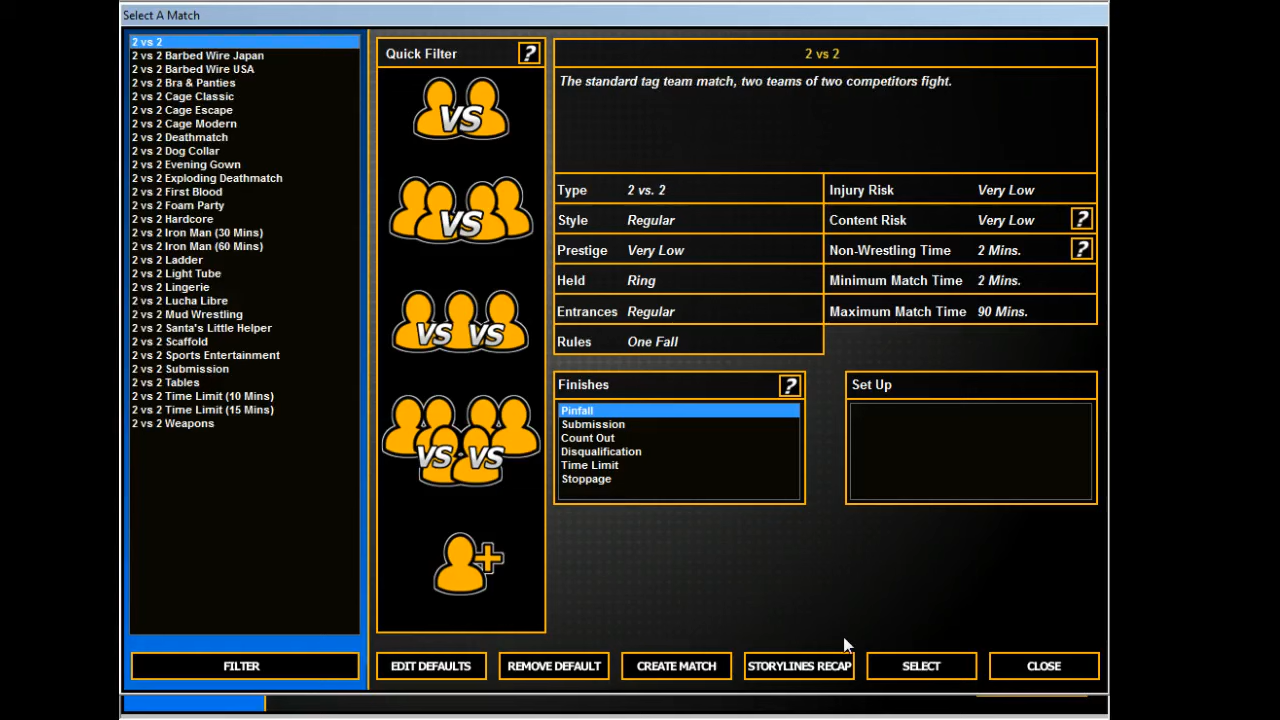 Select A Match
2 vs 2
2 vs 2 Barbed Wire Japan
2 vs 2 Barbed Wire USA
2 vs 2 Bra & Panties
2 vs 2 Cage Classic
2 vs 2 Cage Escape
2 vs 2 Cage Modern
2 vs 2 Deathmatch
2 vs 2 Dog Collar
2 vs 2 Evening Gown
2 vs 2 Exploding Deathmatch
2 vs 2 First Blood
2 vs 2 Foam Party
2 vs 2 Hardcore
2 vs 2 Iron Man (30 Mins)
2 vs 2 Iron Man (60 Mins)
2 vs 2 Ladder
2 vs 2 Light Tube
2 vs 2 Lingerie
2 vs 2 Lucha Libre
2 vs 2 Mud Wrestling
2 vs 2 Santa's Little Helper
2 vs 2 Scaffold
2 vs 2 Sports Entertainment
2 vs 2 Submission
2 vs 2 Tables
2 vs 2 Time Limit (10 Mins)
2 vs 2 Time Limit (15 Mins)
2 vs 2 Weapons
FILTER
Quick Filter ?
VS
VS
VS VS
VS VS
2 vs 2
The standard tag team match, two teams of two competitors fight.
Type 2 vs. 2
Style Regular
Prestige Very Low
Held Ring
Entrances Regular
Rules One Fall
Injury Risk Very Low
Content Risk Very Low ?
Non-Wrestling Time 2 Mins. ?
Minimum Match Time 2 Mins.
Maximum Match Time 90 Mins.
Finishes ?
Pinfall
Submission
Count Out
Disqualification
Time Limit
Stoppage
Set Up
EDIT DEFAULTS
REMOVE DEFAULT
CREATE MATCH
STORYLINES RECAP
SELECT
CLOSE